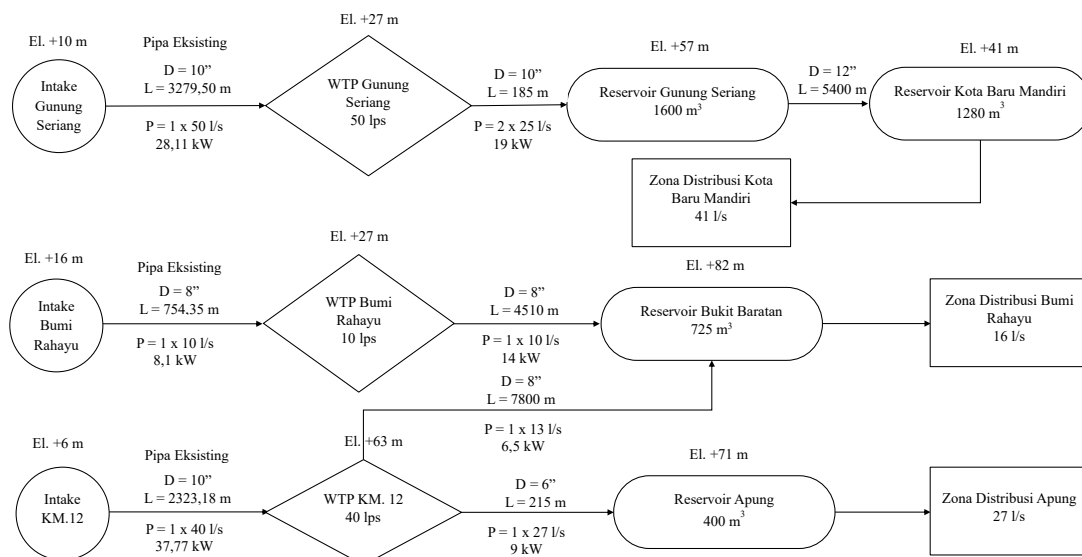 El. +10 m
Pipa Eksisting
El. +27 m
El. +57 m
El. +41 m
Intake
Gunung
Seriang
D = 10”
L = 3279,50 m
P = 1 x 50 l/s
28,11 kW
WTP Gunung
Seriang
50 lps
D = 10”
L = 185 m
P = 2 x 25 l/s
19 kW
Reservoir Gunung Seriang
1600 m³
D = 12”
L = 5400 m
Reservoir Kota Baru Mandiri
1280 m³
Zona Distribusi Kota
Baru Mandiri
41 l/s
El. +16 m
Pipa Eksisting
El. +27 m
El. +82 m
Intake
Bumi
Rahayu
D = 8”
L = 754.35 m
P = 1 x 10 l/s
8,1 kW
WTP Bumi
Rahayu
10 lps
D = 8”
L = 4510 m
P = 1 x 10 l/s
14 kW
Reservoir Bukit Baratan
725 m³
Zona Distribusi Bumi
Rahayu
16 l/s
D = 8”
L = 7800 m
P = 1 x 13 l/s
6,5 kW
El. +6 m
Pipa Eksisting
El. +63 m
El. +71 m
Intake
KM.12
D = 10”
L = 2323,18 m
P = 1 x 40 l/s
37,77 kW
WTP KM. 12
40 lps
D = 6”
L = 215 m
P = 1 x 27 l/s
9 kW
Reservoir Apung
400 m³
Zona Distribusi Apung
27 l/s